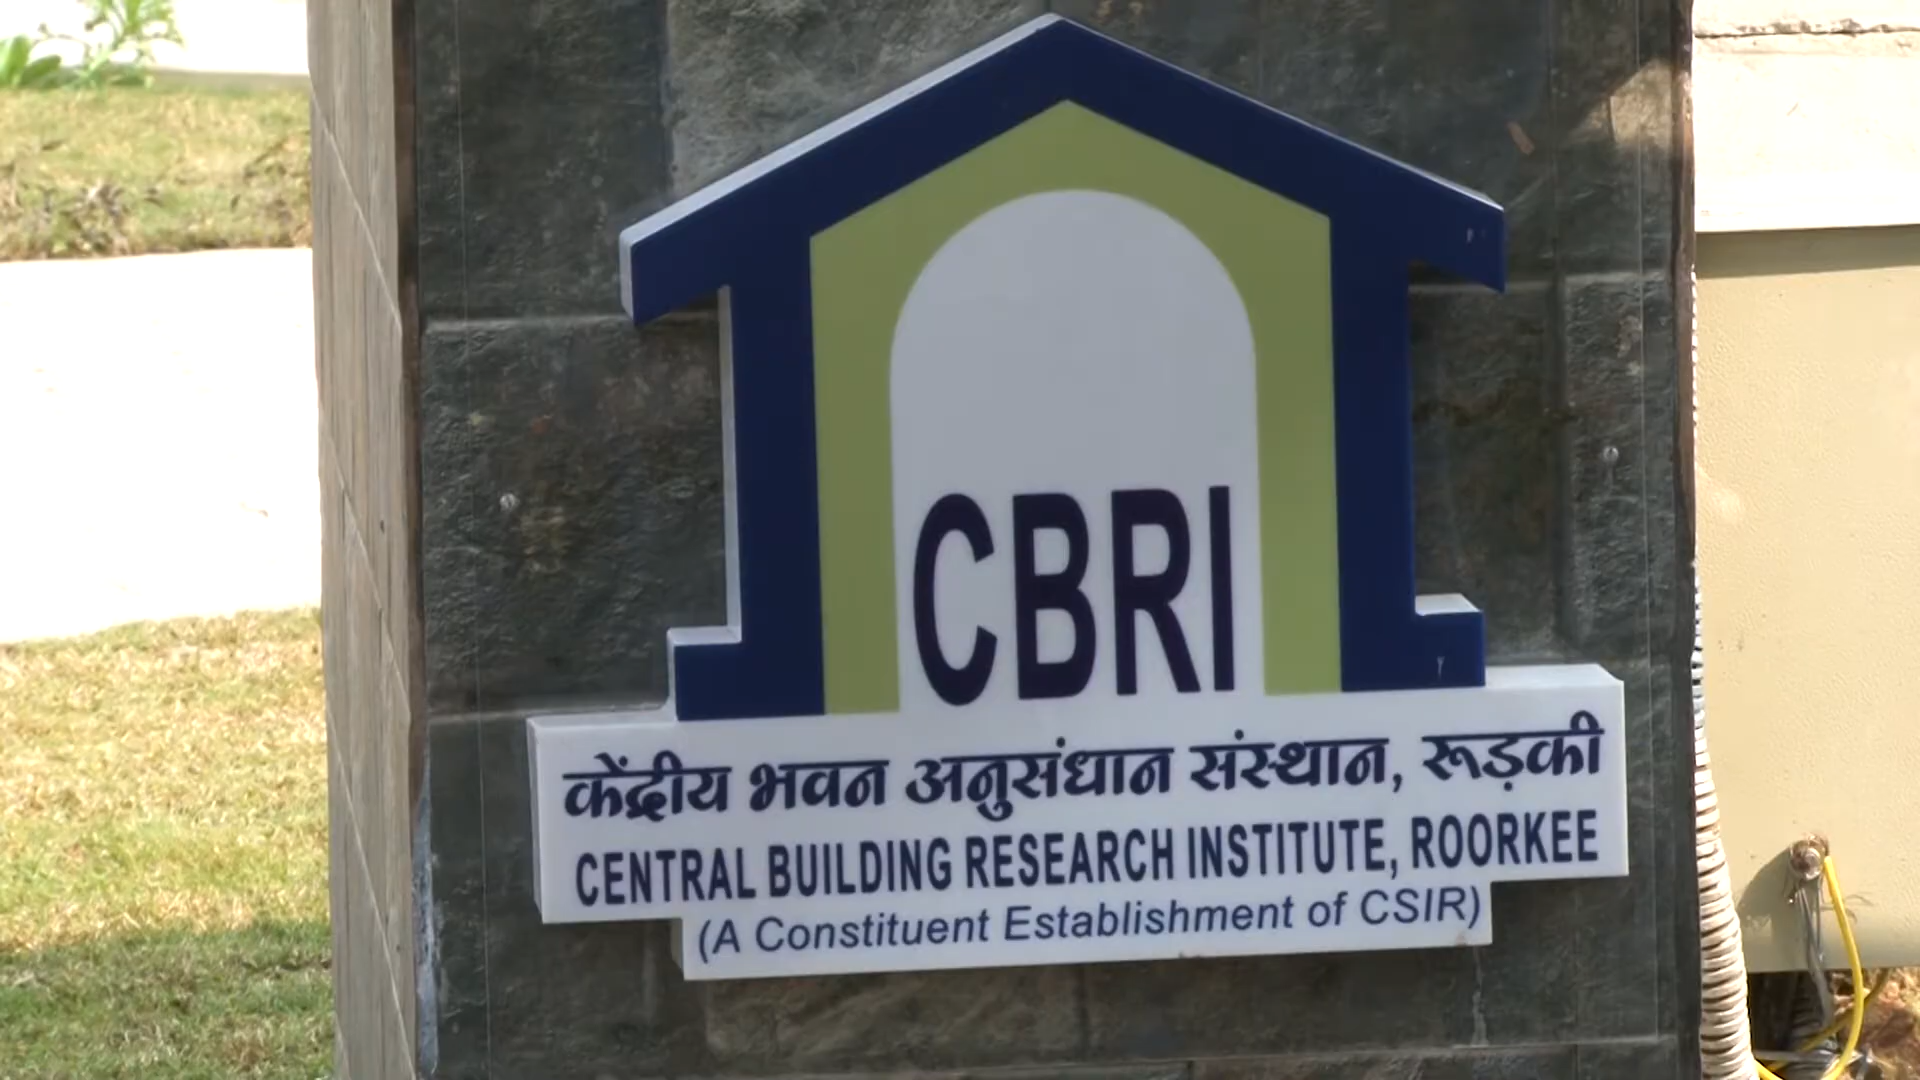 CBRI
केंद्रीय भवन अनुसंधान संस्थान, रूड़की
CENTRAL BUILDING RESEARCH INSTITUTE, ROORKEE
(A Constituent Establishment of CSIR)